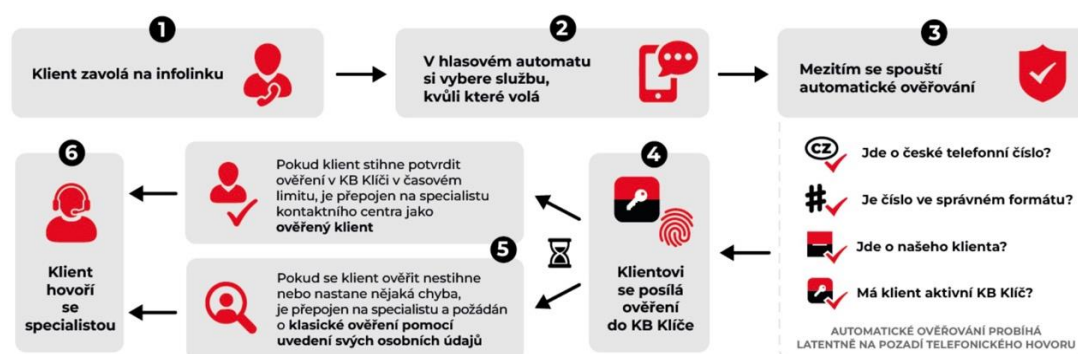 1
Klient zavolá na infolinku
2
V hlasovém automatu
si vybere službu,
kvůli které volá
3
Mezitím se spouští
automatické ověřování
CZ
Jde o české telefonní číslo?
#
Je číslo ve správném formátu?
Jde o našeho klienta?
Má klient aktivní KB Klíč?
AUTOMATICKÉ OVĚŘOVÁNÍ PROBÍHÁ
LATENTNĚ NA POZADÍ TELEFONICKÉHO HOVORU
4
Klientovi
se posílá
ověření
do KB Klíče
5
Pokud klient stihne potvrdit
ověření v KB Klíči v časovém
limitu, je přepojen na specialistu
kontaktního centra jako
ověřený klient
Pokud se klient ověřit nestihne
nebo nastane nějaká chyba,
je přepojen na specialistu a požádán
o klasické ověření pomocí
uvedení svých osobních údajů
6
Klient
hovoří
se
specialistou